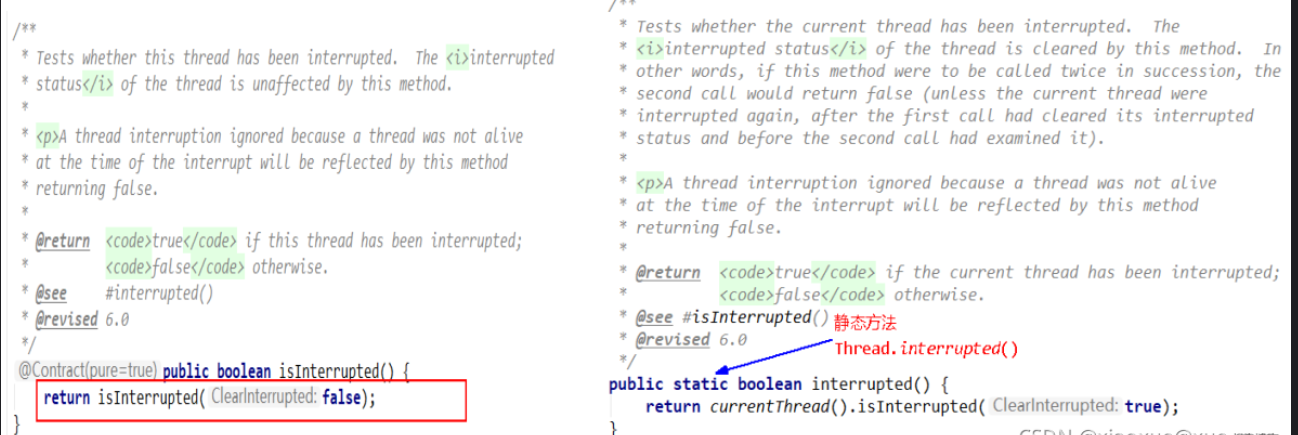 /**
* Tests whether this thread has been interrupted. The <i>interrupted
* status</i> of the thread is unaffected by this method.
*
* <p>A thread interruption ignored because a thread was not alive
* at the time of the interrupt will be reflected by this method
* returning false.
*
* @return <code>true</code> if this thread has been interrupted;
* <code>false</code> otherwise.
* @see #interrupted()
* @revised 6.0
*/
@Contract(pure=true) public boolean isInterrupted() {
return isInterrupted( ClearInterrupted: false);
}
/**
* Tests whether the current thread has been interrupted. The
* <i>interrupted status</i> of the thread is cleared by this method. In
* other words, if this method were to be called twice in succession, the
* second call would return false (unless the current thread were
* interrupted again, after the first call had cleared its interrupted
* status and before the second call had examined it).
*
* <p>A thread interruption ignored because a thread was not alive
* at the time of the interrupt will be reflected by this method
* returning false.
*
* @return <code>true</code> if the current thread has been interrupted;
* <code>false</code> otherwise.
* @see #isInterrupted() 静态方法
* @revised 6.0 Thread.interrupted()
*/
public static boolean interrupted() {
return currentThread().isInterrupted( ClearInterrupted: true);
}